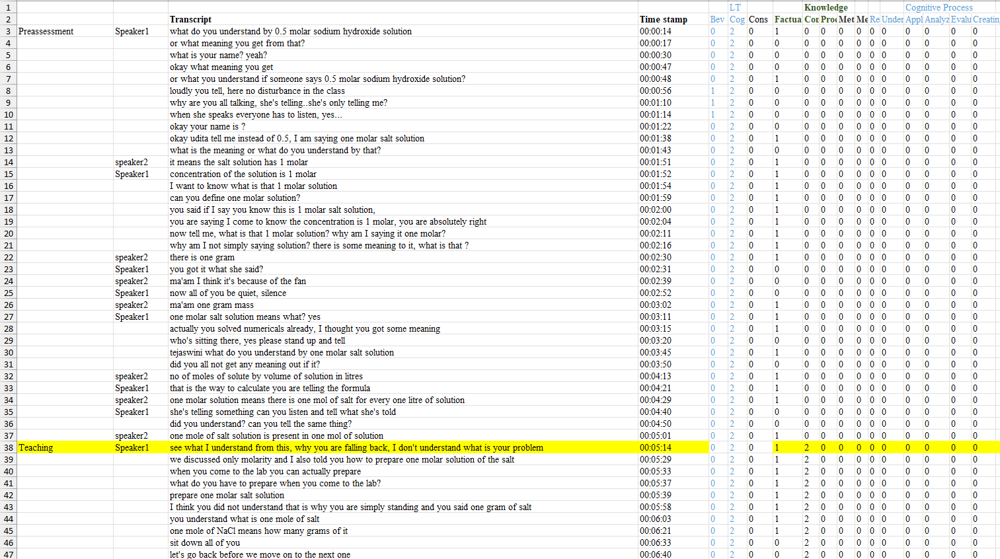 1 LT Knowledge Cognitive Process
2 Transcript Time stamp Bev Cog Cons Factua Cor Pro Met Me Re Under Appl Analyz Evalu Creatin
3 Preassessment Speaker1 what do you understand by 0.5 molar sodium hydroxide solution 00:00:14 0 2 0 1 0 0 0 0 0 0 0 0 0 0
4 or what meaning you get from that? 00:00:17 0 2 0 0 0 0 0 0 0 0 0 0 0 0
5 what is your name? yeah? 00:00:30 0 2 0 0 0 0 0 0 0 0 0 0 0 0
6 okay what meaning you get 00:00:47 0 2 0 0 0 0 0 0 0 0 0 0 0 0
7 or what you understand if someone says 0.5 molar sodium hydroxide solution? 00:00:48 0 2 0 1 0 0 0 0 0 0 0 0 0 0
8 loudly you tell, here no disturbance in the class 00:00:56 1 2 0 0 0 0 0 0 0 0 0 0 0 0
9 why are you all talking, she's telling..she's only telling me? 00:01:10 1 2 0 0 0 0 0 0 0 0 0 0 0 0
10 when she speaks everyone has to listen, yes... 00:01:14 1 2 0 0 0 0 0 0 0 0 0 0 0 0
11 okay your name is ? 00:01:22 0 2 0 0 0 0 0 0 0 0 0 0 0 0
12 okay udita tell me instead of 0.5, I am saying one molar salt solution 00:01:38 0 2 0 1 0 0 0 0 0 0 0 0 0 0
13 what is the meaning or what do you understand by that? 00:01:43 0 2 0 0 0 0 0 0 0 0 0 0 0 0
14 speaker2 it means the salt solution has 1 molar 00:01:51 0 2 0 1 0 0 0 0 0 0 0 0 0 0
15 Speaker1 concentration of the solution is 1 molar 00:01:52 0 2 0 1 0 0 0 0 0 0 0 0 0 0
16 I want to know what is that 1 molar solution 00:01:54 0 2 0 1 0 0 0 0 0 0 0 0 0 0
17 can you define one molar solution? 00:01:59 0 2 0 1 0 0 0 0 0 0 0 0 0 0
18 you said if I say you know this is 1 molar salt solution, 00:02:00 0 2 0 1 0 0 0 0 0 0 0 0 0 0
19 you are saying I come to know the concentration is 1 molar, you are absolutely right 00:02:04 0 2 0 1 0 0 0 0 0 0 0 0 0 0
20 now tell me, what is that 1 molar solution? why am I saying it one molar? 00:02:11 0 2 0 1 0 0 0 0 0 0 0 0 0 0
21 why am I not simply saying solution? there is some meaning to it, what is that ? 00:02:16 0 2 0 1 0 0 0 0 0 0 0 0 0 0
22 speaker2 there is one gram 00:02:30 0 2 0 1 0 0 0 0 0 0 0 0 0 0
23 Speaker1 you got it what she said? 00:02:31 0 2 0 0 0 0 0 0 0 0 0 0 0 0
24 speaker2 ma'am I think it's because of the fan 00:02:39 0 2 0 0 0 0 0 0 0 0 0 0 0 0
25 Speaker1 now all of you be quiet, silence 00:02:52 0 2 0 0 0 0 0 0 0 0 0 0 0 0
26 speaker2 ma'am one gram mass 00:03:02 0 2 0 1 0 0 0 0 0 0 0 0 0 0
27 Speaker1 one molar salt solution means what? yes 00:03:11 0 2 0 1 0 0 0 0 0 0 0 0 0 0
28 actually you solved numericals already, I thought you got some meaning 00:03:15 0 2 0 1 0 0 0 0 0 0 0 0 0 0
29 who's sitting there, yes please stand up and tell 00:03:20 0 2 0 0 0 0 0 0 0 0 0 0 0 0
30 tejaswini what do you understand by one molar salt solution 00:03:45 0 2 0 1 0 0 0 0 0 0 0 0 0 0
31 did you all not get any meaning out if it? 00:03:50 0 2 0 0 0 0 0 0 0 0 0 0 0 0
32 speaker2 no of moles of solute by volume of solution in litres 00:04:13 0 2 0 1 0 0 0 0 0 0 0 0 0 0
33 Speaker1 that is the way to calculate you are telling the formula 00:04:21 0 2 0 1 0 0 0 0 0 0 0 0 0 0
34 speaker2 one molar solution means there is one mol of salt for every one litre of solution 00:04:29 0 2 0 1 0 0 0 0 0 0 0 0 0 0
35 Speaker1 she's telling something can you listen and tell what she's told 00:04:40 0 2 0 0 0 0 0 0 0 0 0 0 0 0
36 did you understand? can you tell the same thing? 00:04:50 0 2 0 0 0 0 0 0 0 0 0 0 0 0
37 speaker2 one mole of salt solution is present in one mol of solution 00:05:01 0 2 0 1 0 0 0 0 0 0 0 0 0 0
38 Teaching Speaker1 see what I understand from this, why you are falling back, I don't understand what is your problem 00:05:14 0 2 0 1 2 0 0 0 0 0 0 0 0 0
39 we discussed only molarity and I also told you how to prepare one molar solution of the salt 00:05:29 0 2 0 1 2 0 0 0 0 0 0 0 0 0
40 when you come to the lab you can actually prepare 00:05:33 0 2 0 1 2 0 0 0 0 0 0 0 0 0
41 what do you have to prepare when you come to the lab? 00:05:37 0 2 0 1 2 0 0 0 0 0 0 0 0 0
42 prepare one molar salt solution 00:05:39 0 2 0 1 2 0 0 0 0 0 0 0 0 0
43 I think you did not understand that is why you are simply standing and you said one gram of salt 00:05:58 0 2 0 1 2 0 0 0 0 0 0 0 0 0
44 you understand what is one mole of salt 00:06:03 0 2 0 1 2 0 0 0 0 0 0 0 0 0
45 one mole of NaCl means how many grams of it 00:06:21 0 2 0 1 2 0 0 0 0 0 0 0 0 0
46 sit down all of you 00:06:33 0 2 0 0 2 0 0 0 0 0 0 0 0 0
47 let's go back before we move on to the next one 00:06:40 0 2 0 0 2 0 0 0 0 0 0 0 0 0